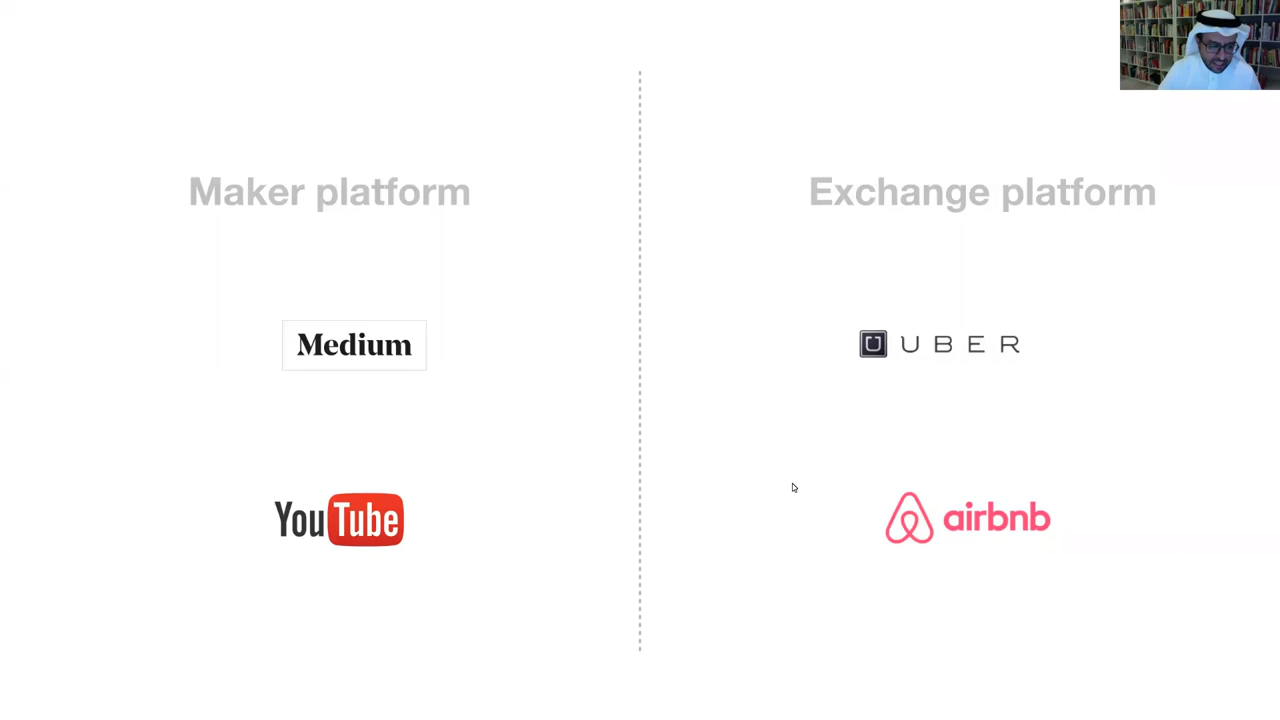 Maker platform
Exchange platform
Medium
UBER
YouTube
airbnb